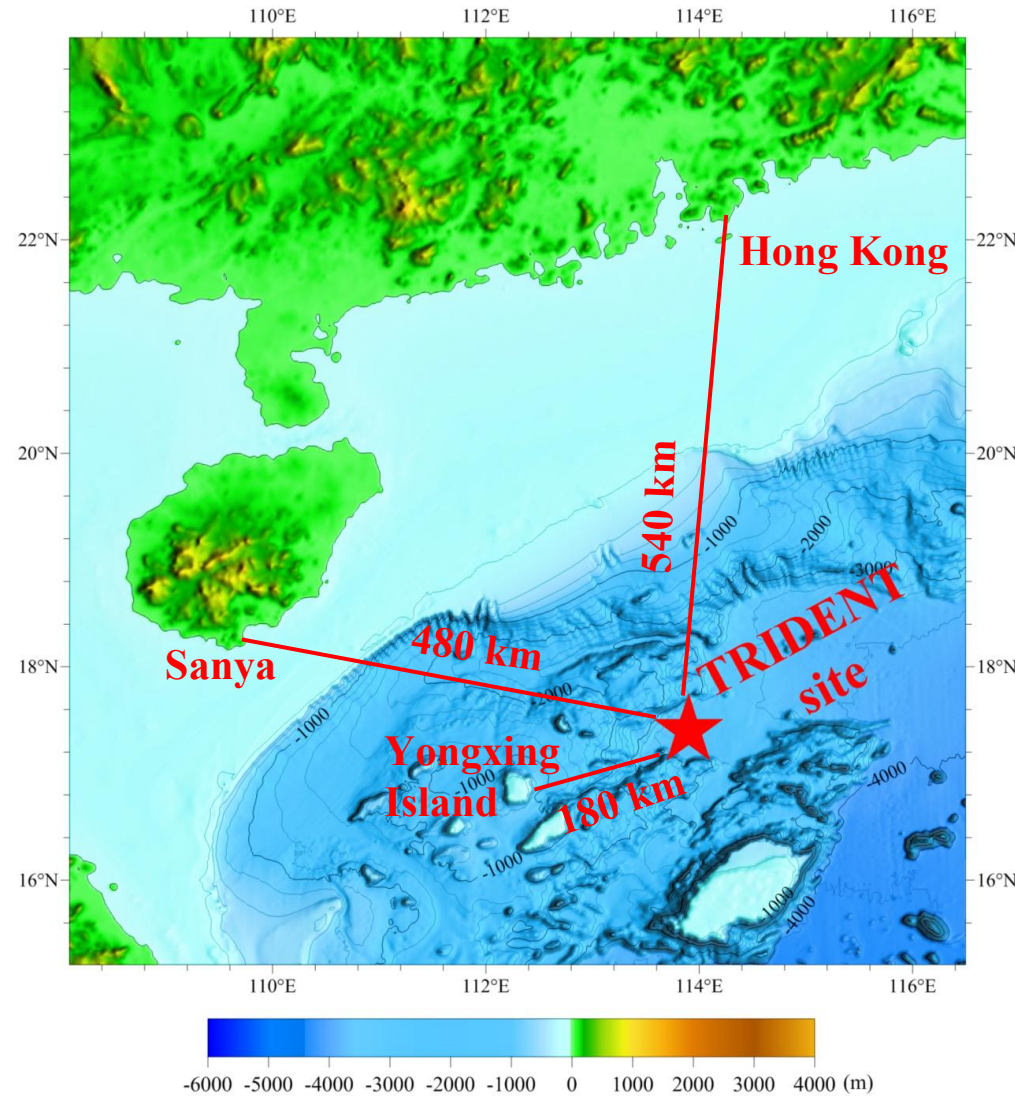 110°E 112°E 114°E 116°E
22°N 22°N
Hong Kong
20°N 20°N
540 km
-1000
-2000
-3000
TRIDENT
site
480 km
18°N 18°N
Sanya
-2000
-1000
Yongxing
Island
-1000
180 km
-4000
-1000
16°N 16°N
-1000
-4000
110°E 112°E 114°E 116°E
-6000 -5000 -4000 -3000 -2000 -1000 0 1000 2000 3000 4000 (m)